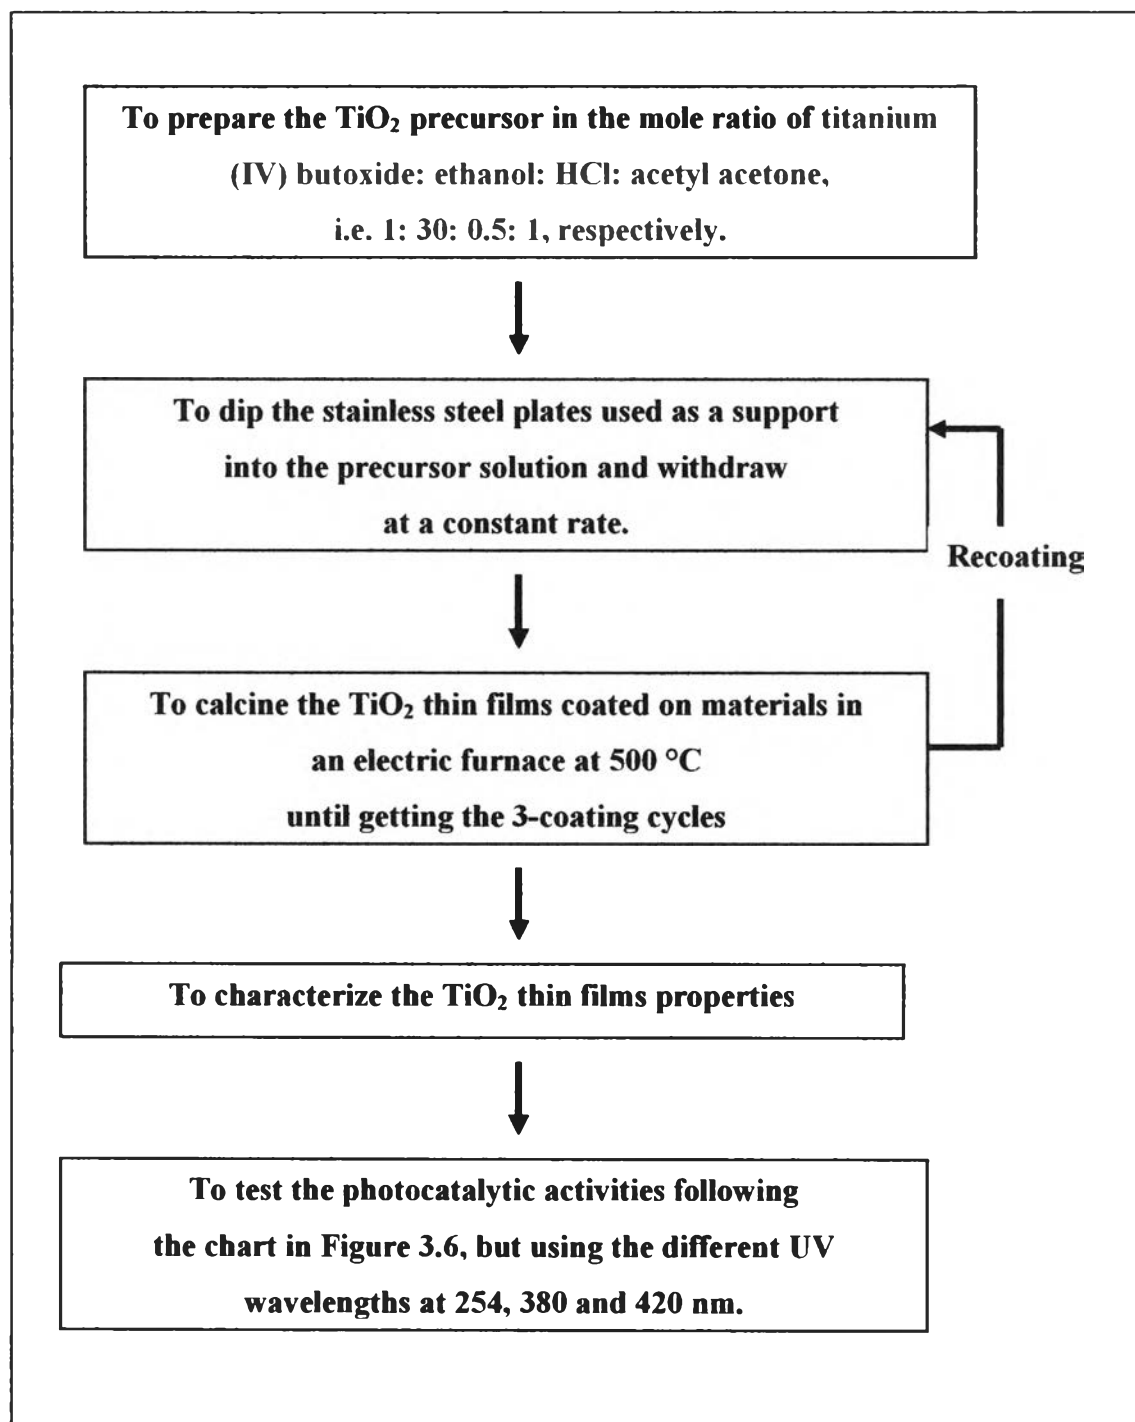 To prepare the TiO₂ precursor in the mole ratio of titanium
(IV) butoxide: ethanol: HCl: acetyl acetone,
i.e. 1: 30: 0.5: 1, respectively.
To dip the stainless steel plates used as a support
into the precursor solution and withdraw
at a constant rate.
Recoating
To calcine the TiO₂ thin films coated on materials in
an electric furnace at 500 °C
until getting the 3-coating cycles
To characterize the TiO₂ thin films properties
To test the photocatalytic activities following
the chart in Figure 3.6, but using the different UV
wavelengths at 254, 380 and 420 nm.